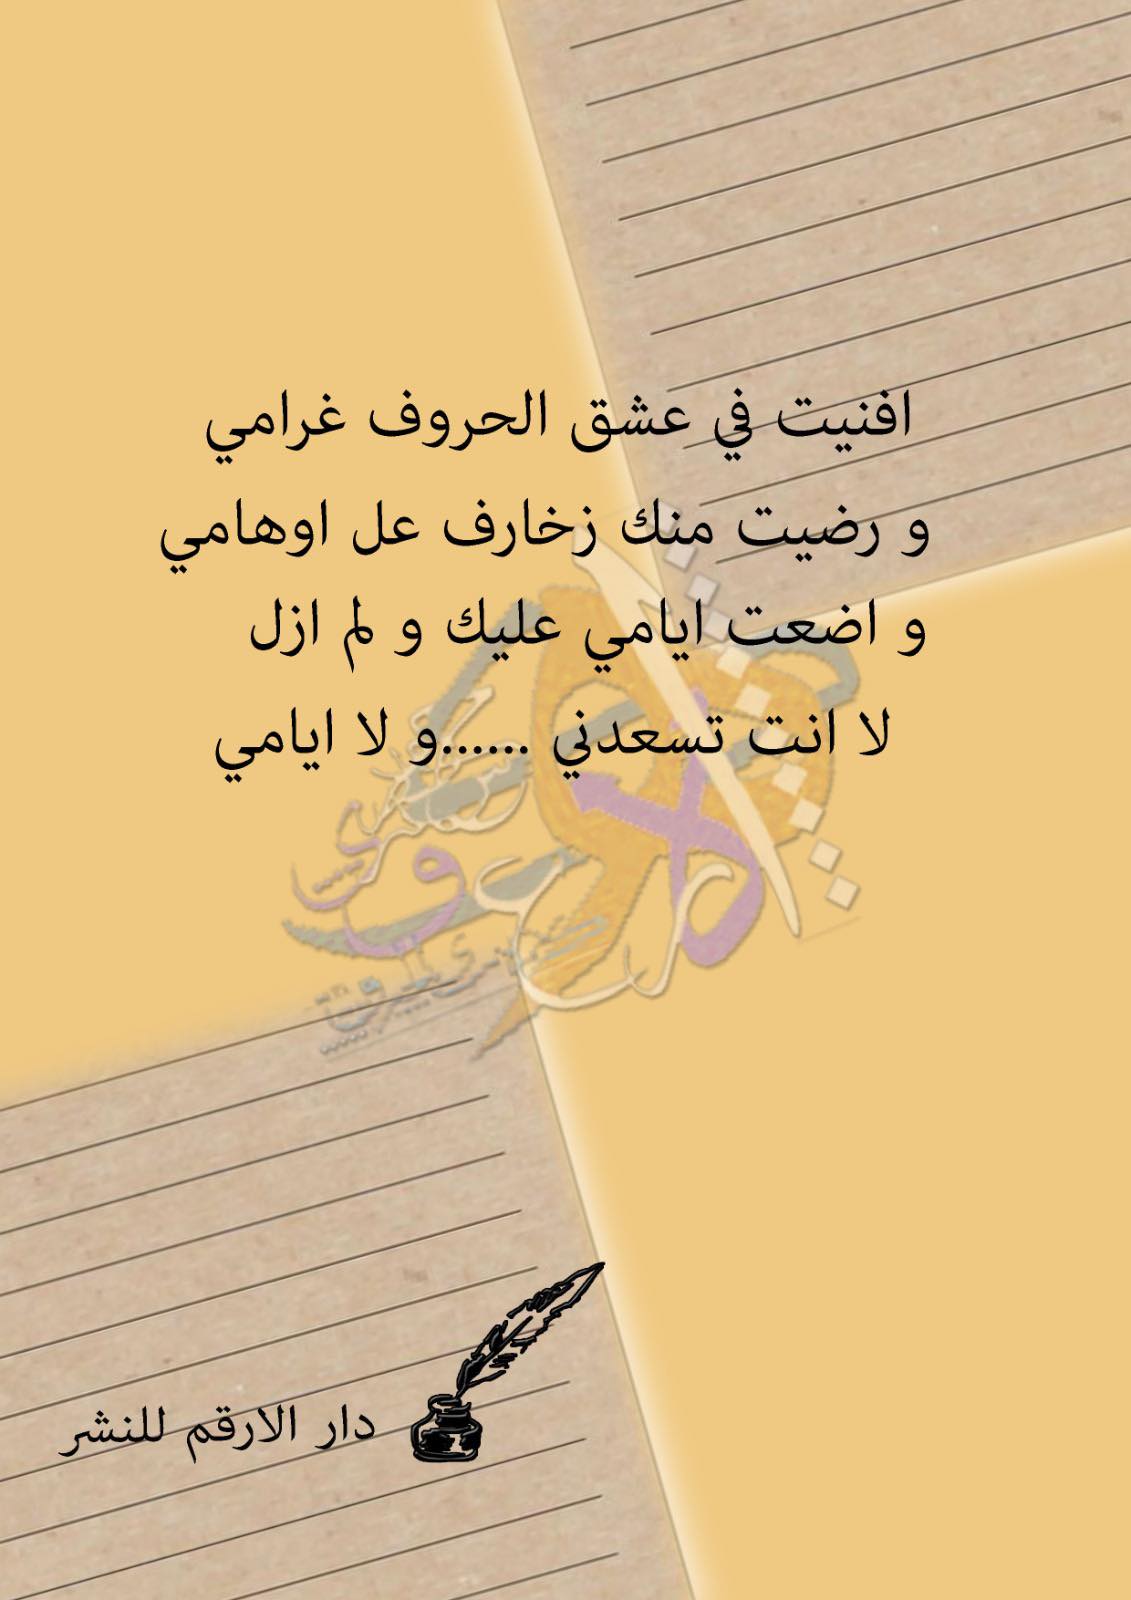 افنيت في عشق الحروف غرامي
و رضيت منك زخارف عل اوهامي
و اضعت ايامي عليك و لم ازل
لا انت تسعدني ......و لا ايامي
دار الارقم للنشر